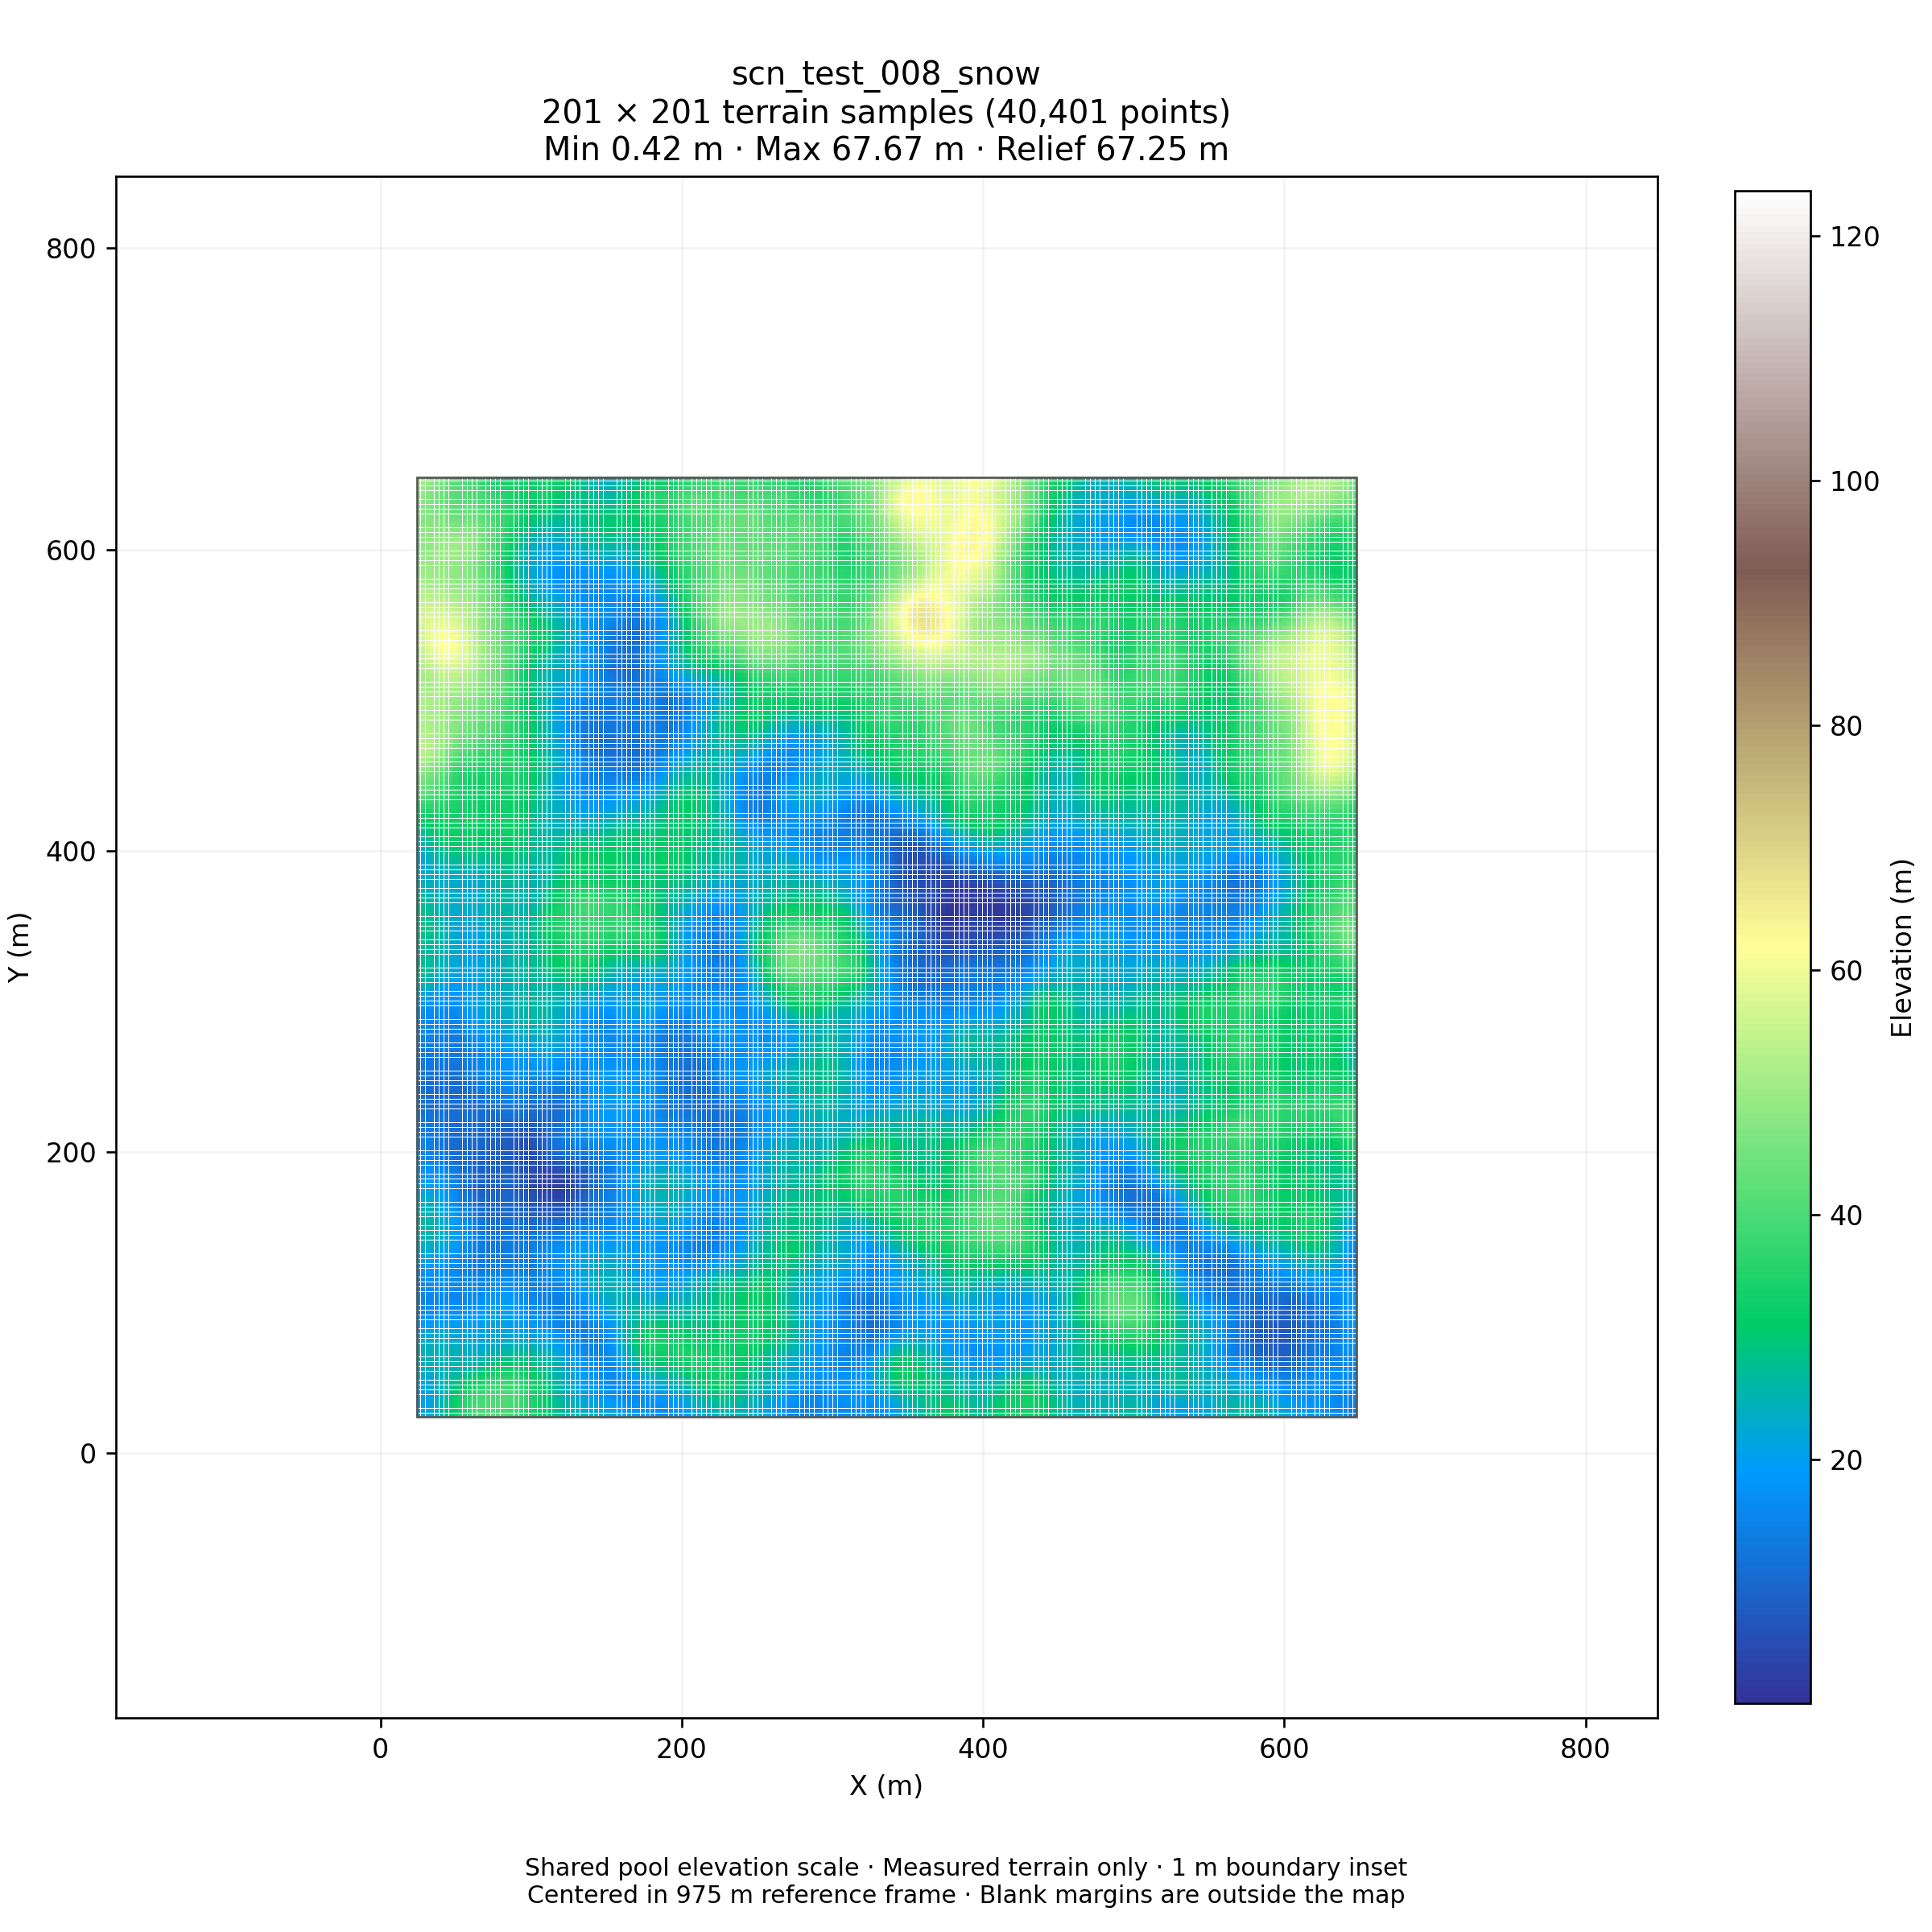 scn_test_008_snow
201 × 201 terrain samples (40,401 points)
Min 0.42 m · Max 67.67 m · Relief 67.25 m
800
600
400
200
0
Y (m)
0
200
400
600
800
X (m)
120
100
80
60
40
20
Elevation (m)
Shared pool elevation scale · Measured terrain only · 1 m boundary inset
Centered in 975 m reference frame · Blank margins are outside the map